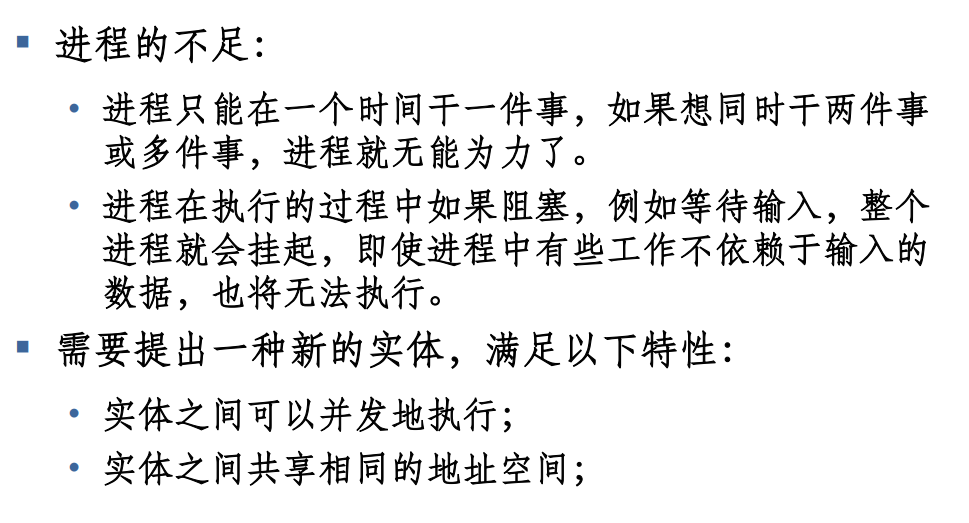 进程的不足：
进程只能在一个时间干一件事，如果想同时干两件事
或多件事，进程就无能为力了。
进程在执行的过程中如果阻塞，例如等待输入，整个
进程就会挂起，即使进程中有些工作不依赖于输入的
数据，也将无法执行。
需要提出一种新的实体，满足以下特性：
实体之间可以并发地执行；
实体之间共享相同的地址空间；